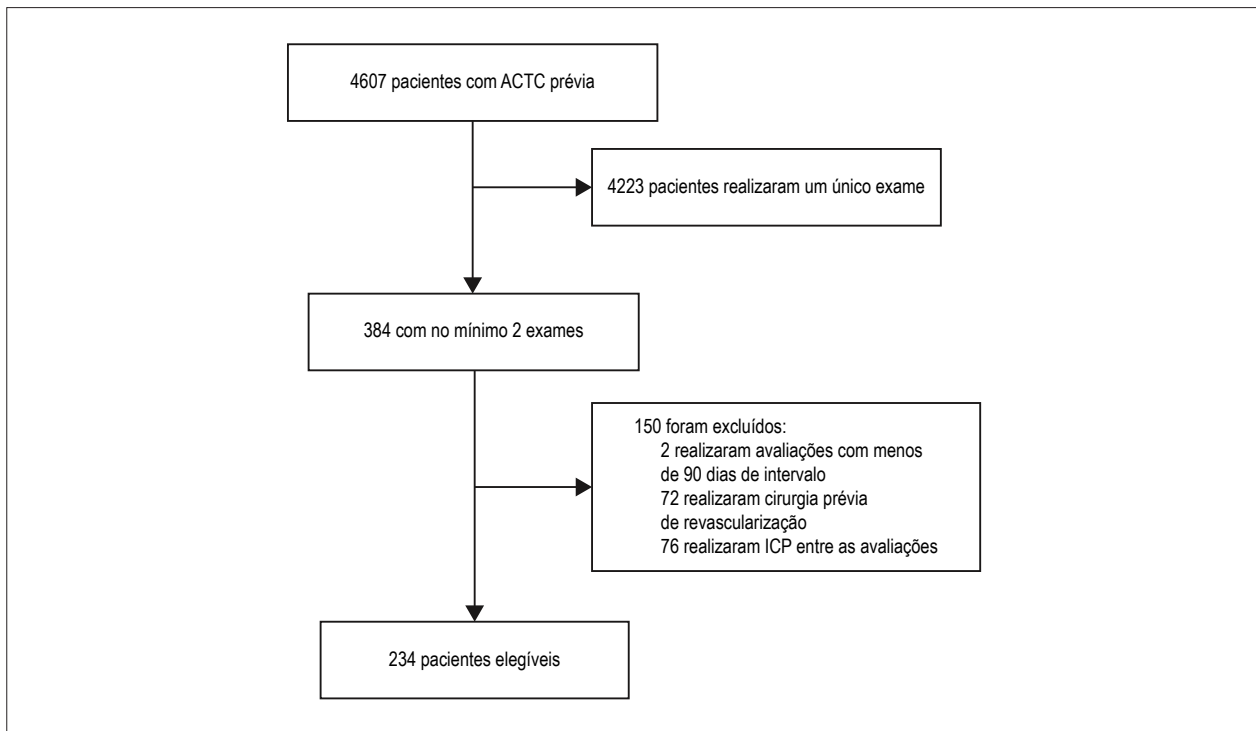 4607 pacientes com ACTC prévia
4223 pacientes realizaram um único exame
384 com no mínimo 2 exames
150 foram excluídos:
2 realizaram avaliações com menos
de 90 dias de intervalo
72 realizaram cirurgia prévia
de revascularização
76 realizaram ICP entre as avaliações
234 pacientes elegíveis